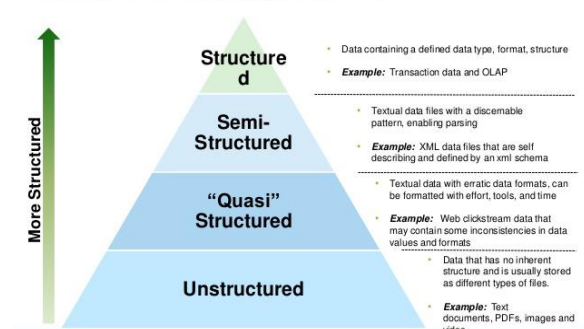 More Structured
Structure
d
• Data containing a defined data type, format, structure
• Example: Transaction data and OLAP
Semi-
Structured
• Textual data files with a discernable
pattern, enabling parsing
• Example: XML data files that are self
describing and defined by an xml schema
“Quasi”
Structured
• Textual data with erratic data formats, can
be formatted with effort, tools, and time
• Example: Web clickstream data that
may contain some inconsistencies in data
values and formats
Unstructured
• Data that has no inherent
structure and is usually stored
as different types of files.
• Example: Text
documents, PDFs, images and